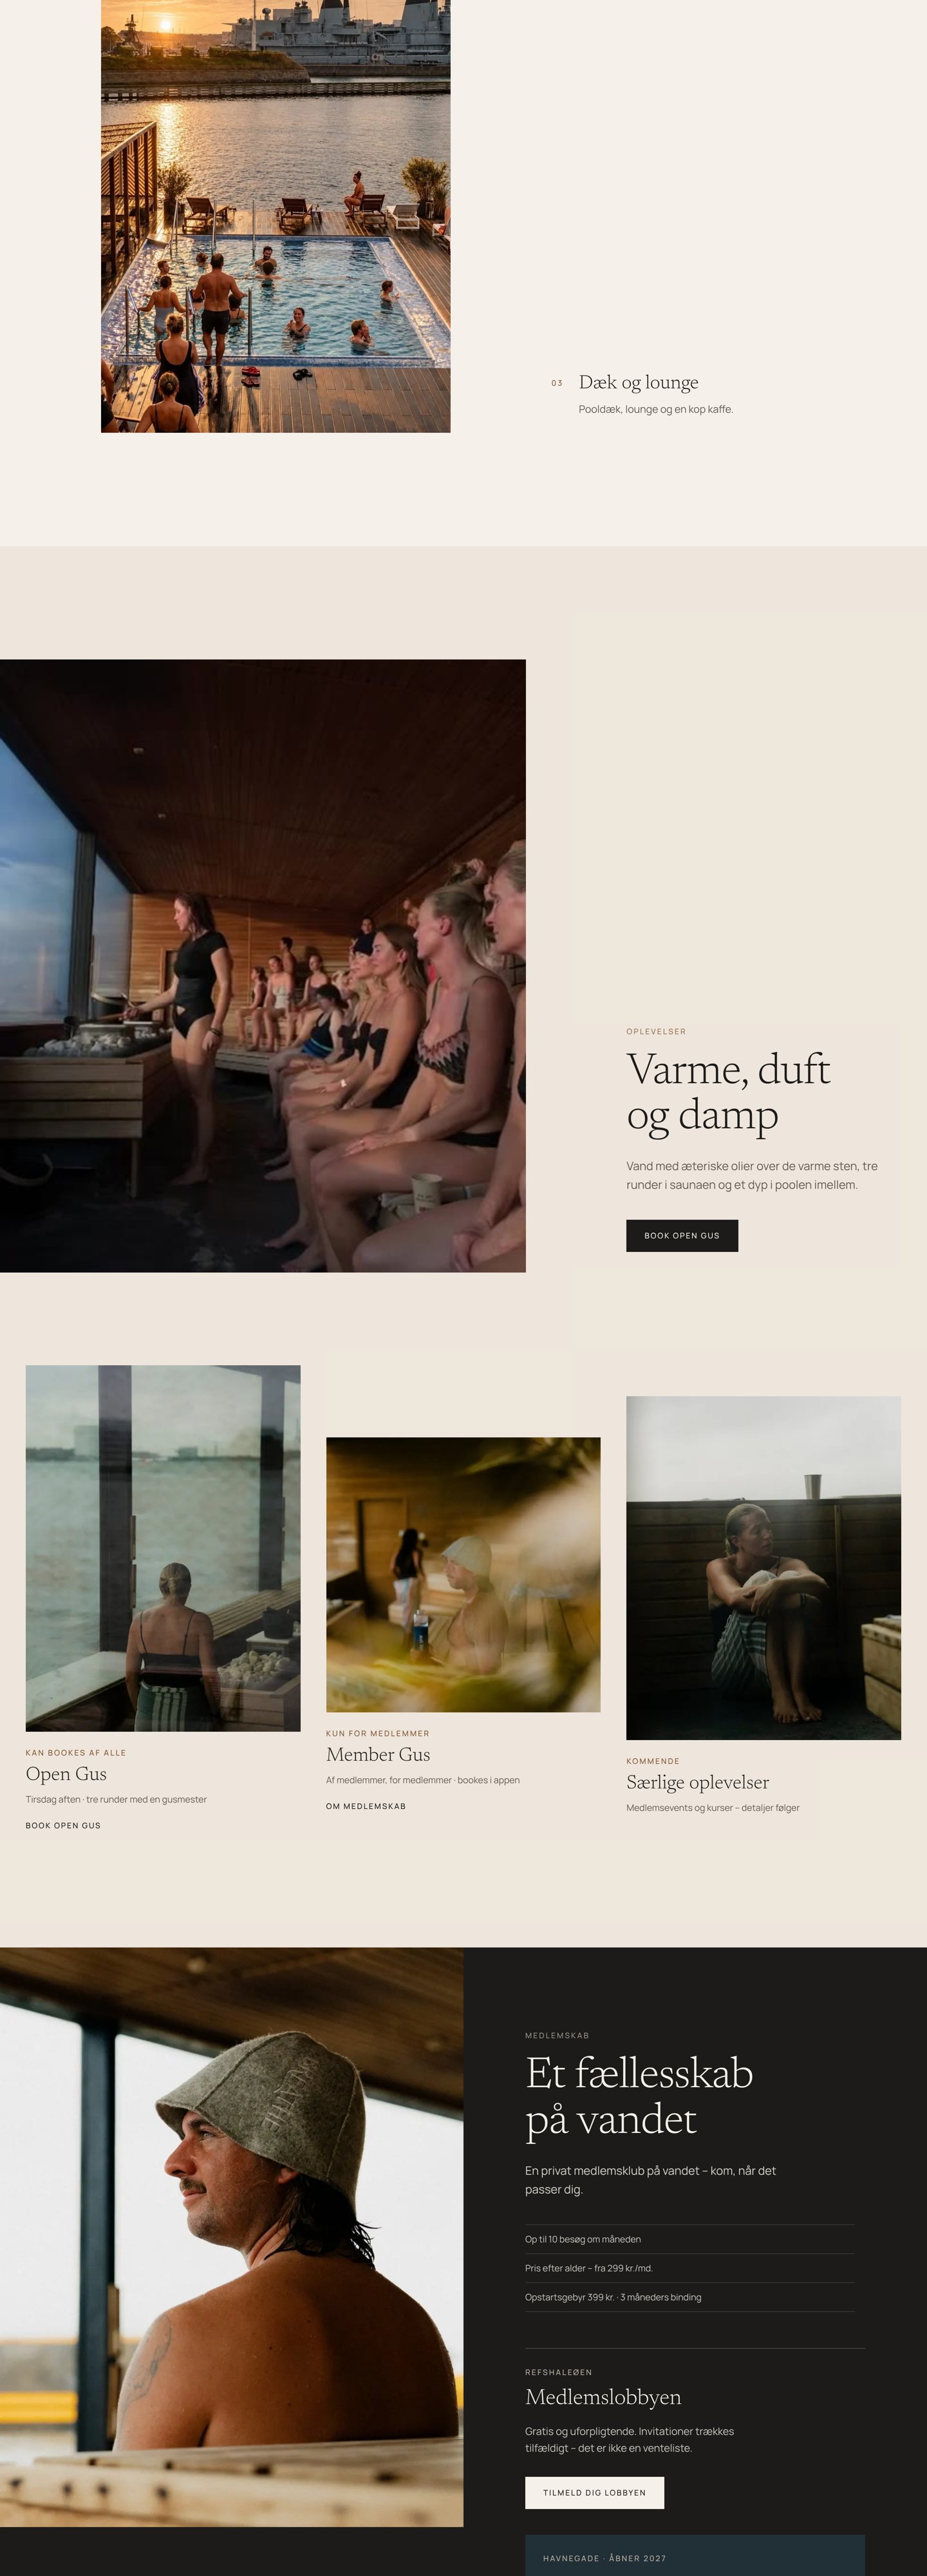 03
Dæk og lounge
Pooldæk, lounge og en kop kaffe.
OPLEVELSER
Varme, duft
og damp
Vand med æteriske olier over de varme sten, tre
runder i saunaen og et dyp i poolen imellem.
BOOK OPEN GUS
KAN BOOKES AF ALLE
Open Gus
Tirsdag aften · tre runder med en gusmester
BOOK OPEN GUS
KUN FOR MEDLEMMER
Member Gus
Af medlemmer, for medlemmer · bookes i appen
OM MEDLEMSKAB
KOMMENDE
Særlige oplevelser
Medlemsevents og kurser – detaljer følger
MEDLEMSKAB
Et fællesskab
på vandet
En privat medlemsklub på vandet – kom, når det
passer dig.
Op til 10 besøg om måneden
Pris efter alder – fra 299 kr./md.
Opstartsgebyr 399 kr. · 3 måneders binding
REFSHALEØEN
Medlemslobbyen
Gratis og uforpligtende. Invitationer trækkes
tilfældigt – det er ikke en venteliste.
TILMELD DIG LOBBYEN
HAVNEGADE · ÅBNER 2027